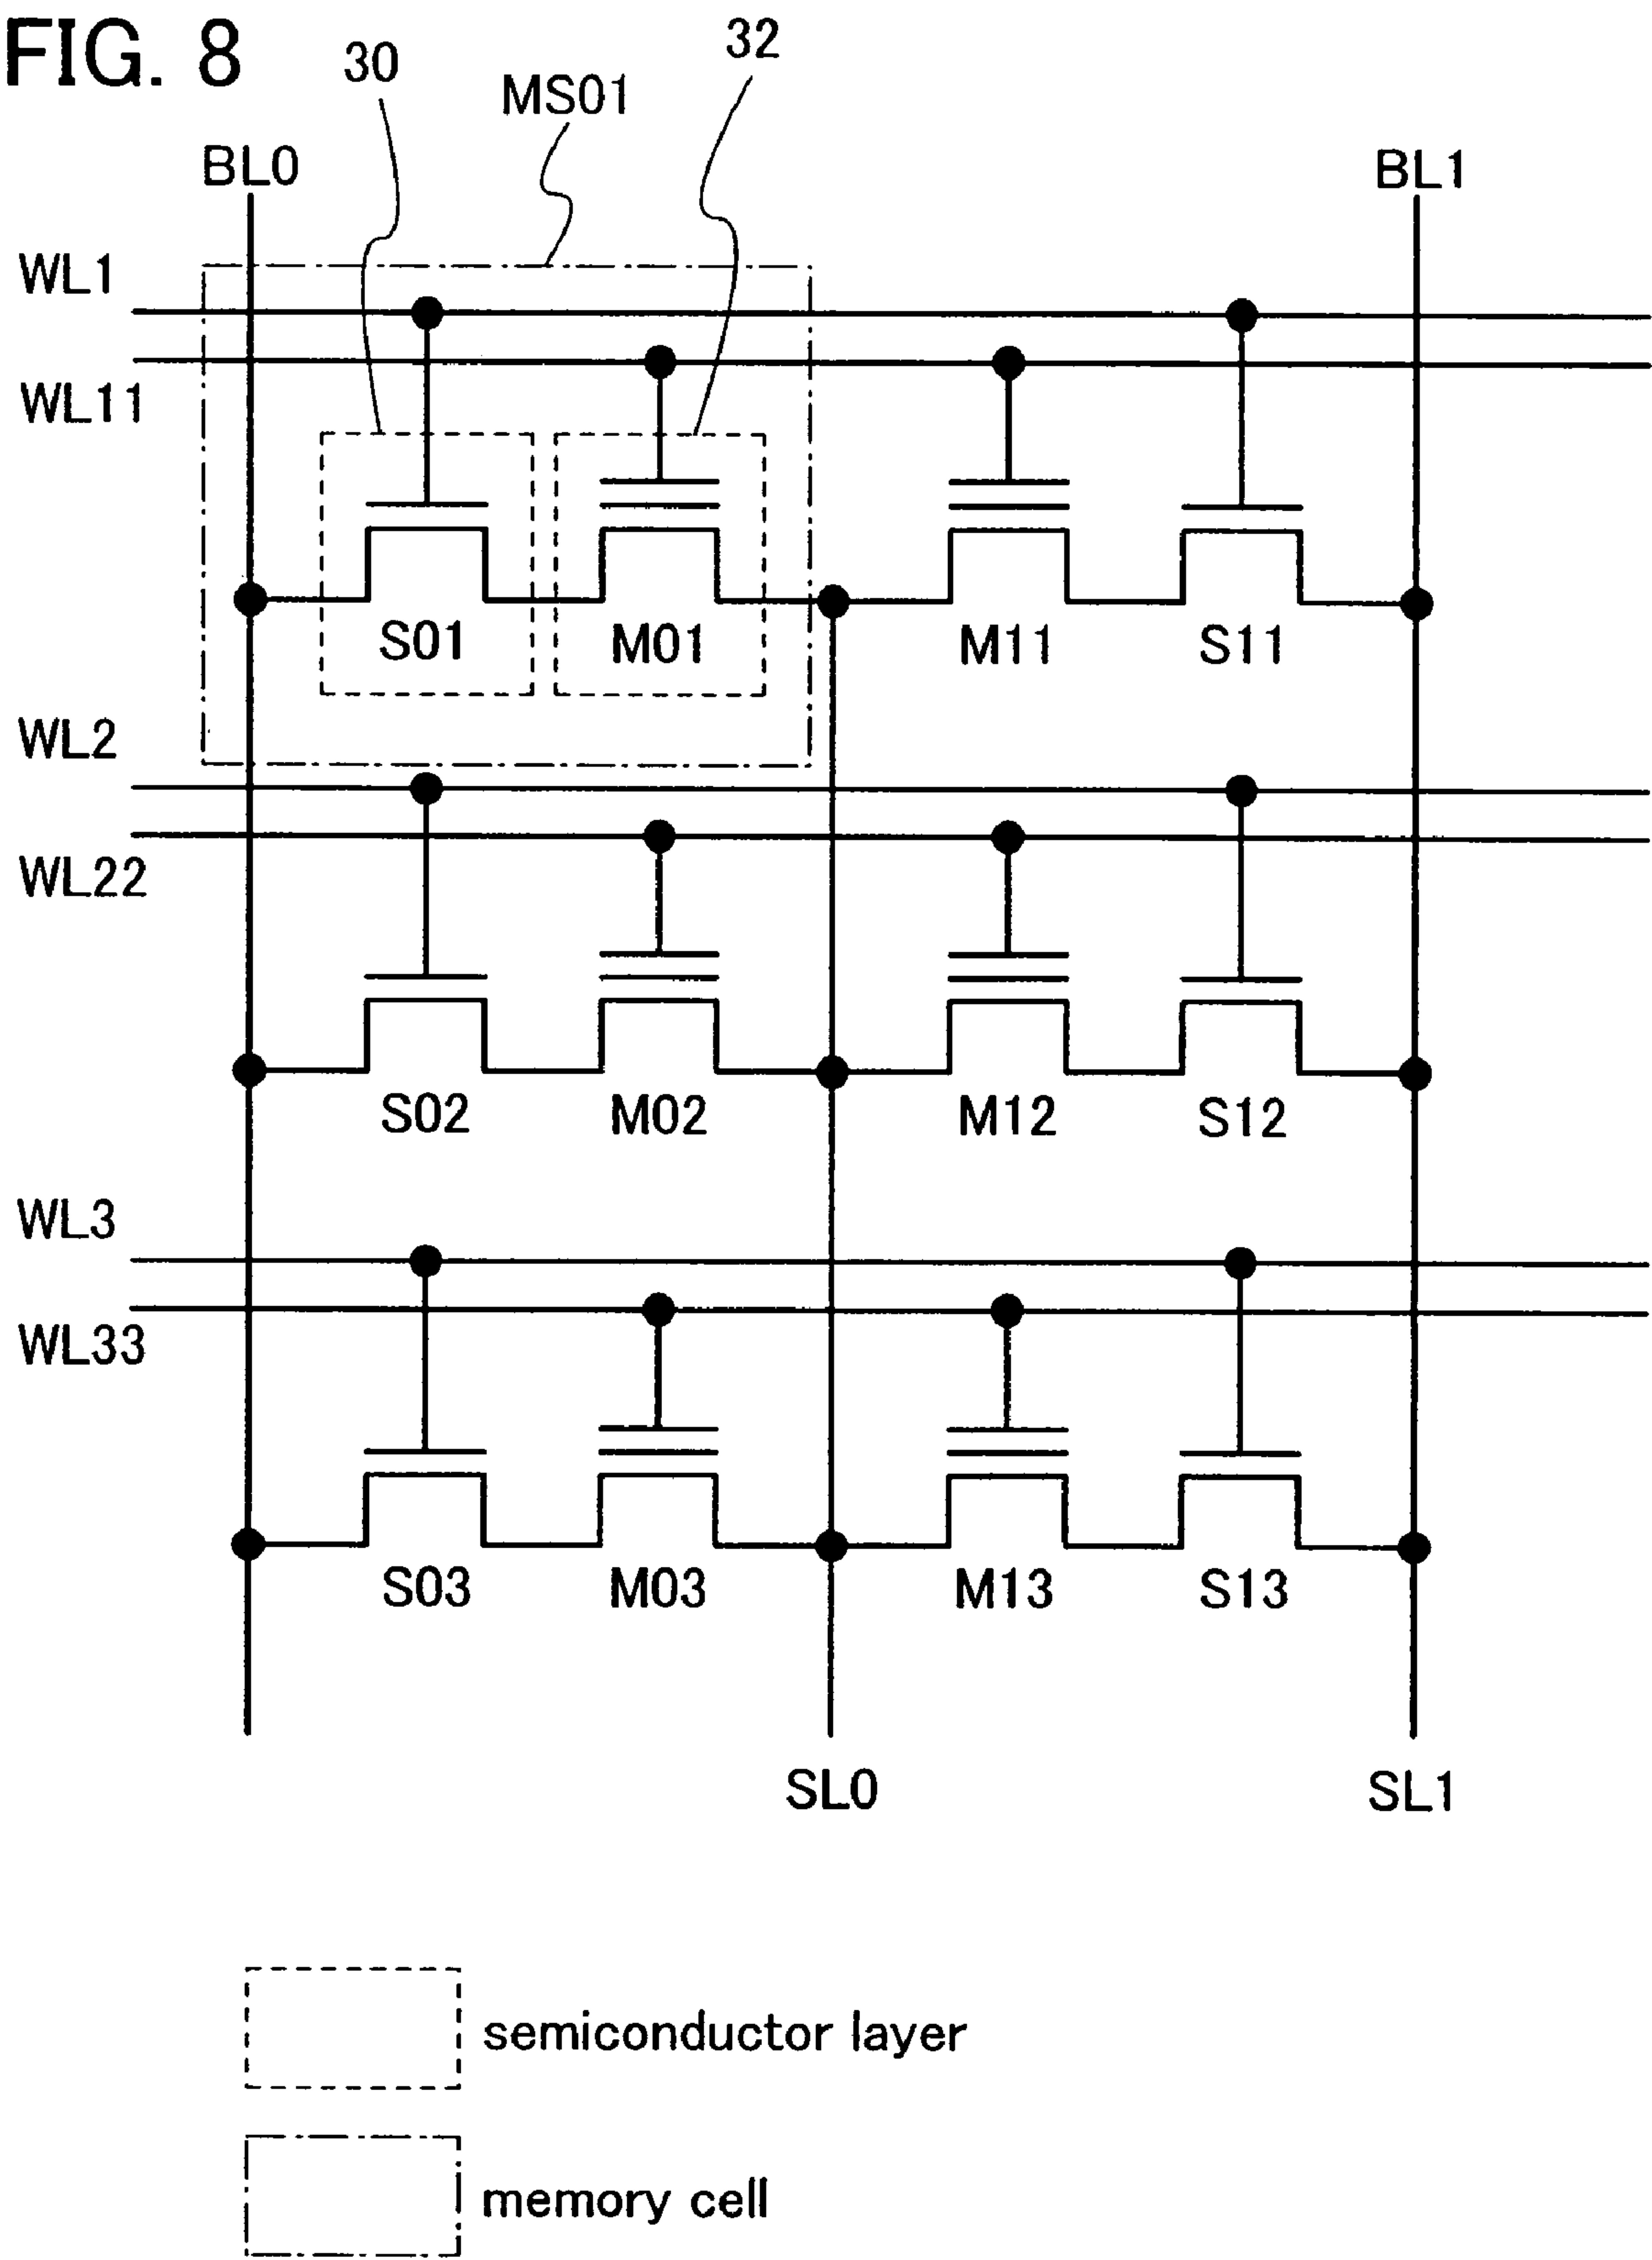 FIG. 8
30
MS01
32
BL0
BL1
WL1
WL11
S01
M01
M11
S11
WL2
WL22
S02
M02
M12
S12
WL3
WL33
S03
M03
M13
S13
SL0
SL1
semiconductor layer
memory cell